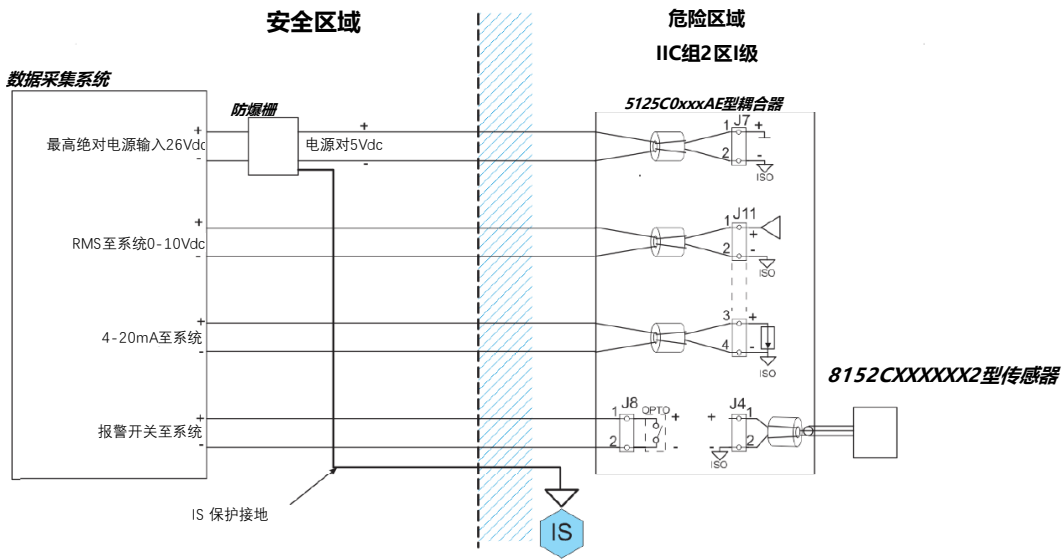 安全区域
危险区域
IIC组2区I级
数据采集系统
防爆栅
5125C0xxxAE型耦合器
最高绝对电源输入26Vdc
+
-
电源对5Vdc
+
-
J7
1
2
+
-
ISO
RMS至系统0-10Vdc
+
-
J11
1
2
+
-
ISO
4-20mA至系统
+
-
3
4
+
-
ISO
8152CXXXXXX2型传感器
报警开关至系统
+
-
J8
1
2
OPTO
+
-
J4
1
2
+
-
ISO
IS 保护接地
IS